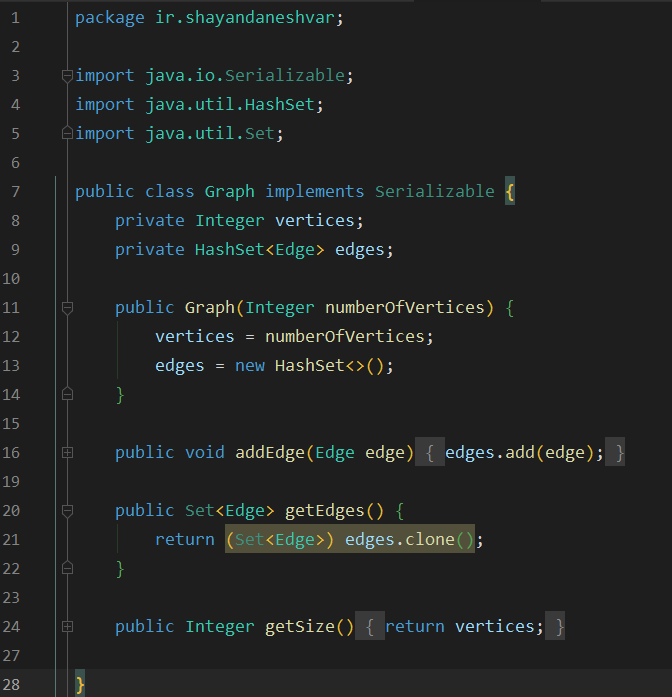 1 package ir.shayandaneshvar;
2
3 import java.io.Serializable;
4 import java.util.HashSet;
5 import java.util.Set;
6
7 public class Graph implements Serializable {
8     private Integer vertices;
9     private HashSet<Edge> edges;
10
11     public Graph(Integer numberOfVertices) {
12         vertices = numberOfVertices;
13         edges = new HashSet<>();
14     }
15
16     public void addEdge(Edge edge) { edges.add(edge); }
19
20     public Set<Edge> getEdges() {
21         return (Set<Edge>) edges.clone();
22     }
23
24     public Integer getSize() { return vertices; }
27
28 }